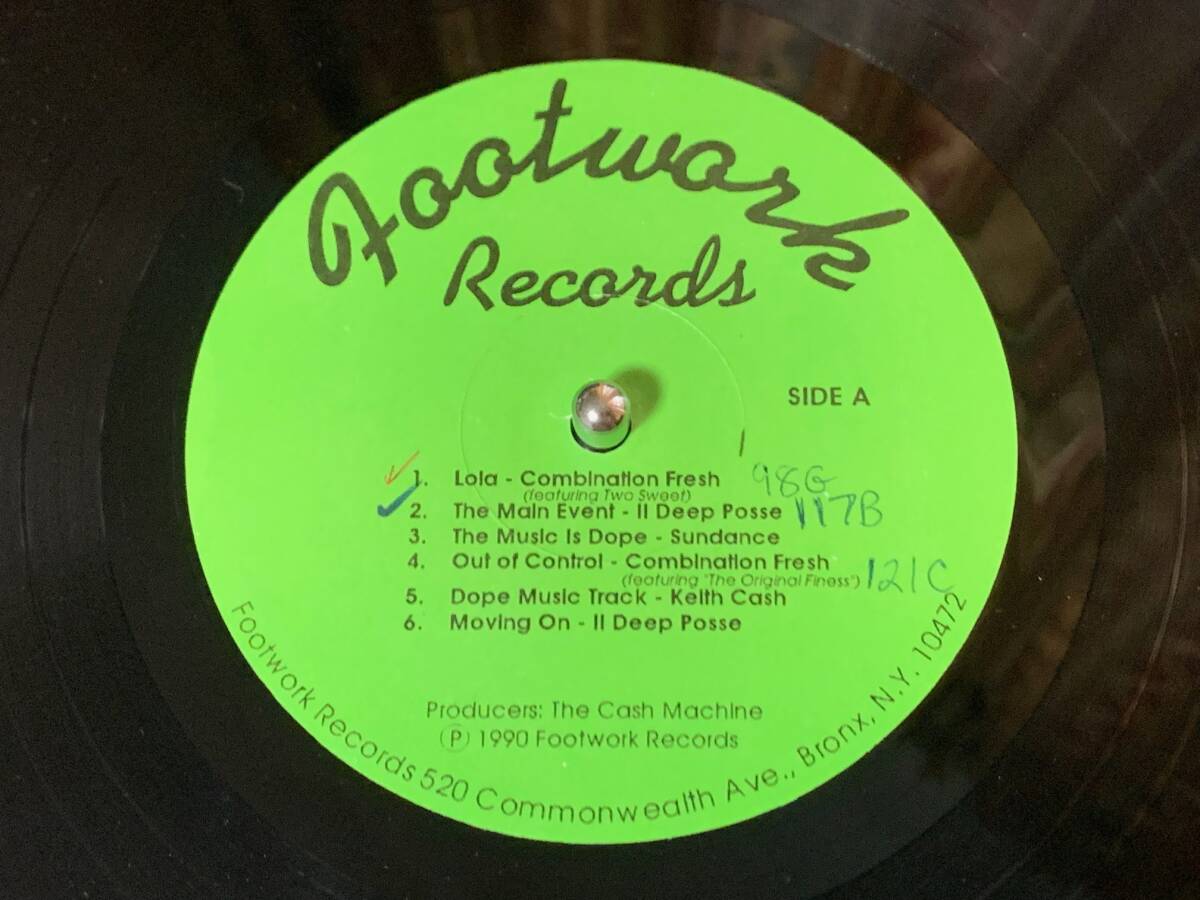 Footwork
Records
SIDE A
1. Lola - Combination Fresh 98G
(featuring Two Sweet)
2. The Main Event - II Deep Posse 117B
3. The Music Is Dope - Sundance
4. Out of Control - Combination Fresh
(featuring "The Original Finess") 121C
5. Dope Music Track - Keith Cash
6. Moving On - II Deep Posse
Producers: The Cash Machine
Ⓟ 1990 Footwork Records
Footwork Records 520 Commonwealth Ave., Bronx, N.Y. 10472